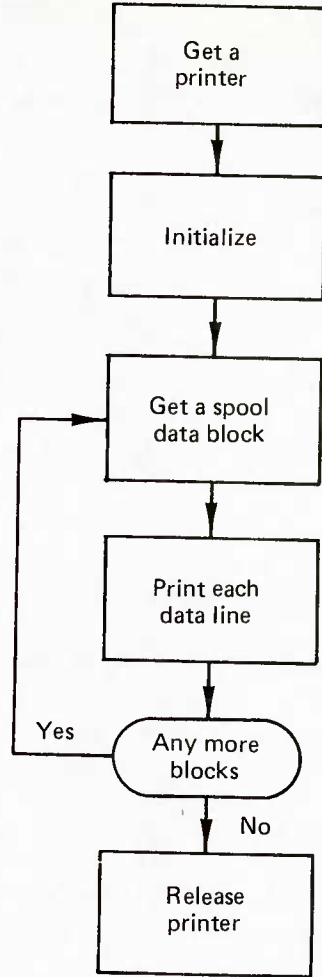 Get a
printer
Initialize
Get a spool
data block
Print each
data line
Yes
Any more
blocks
No
Release
printer